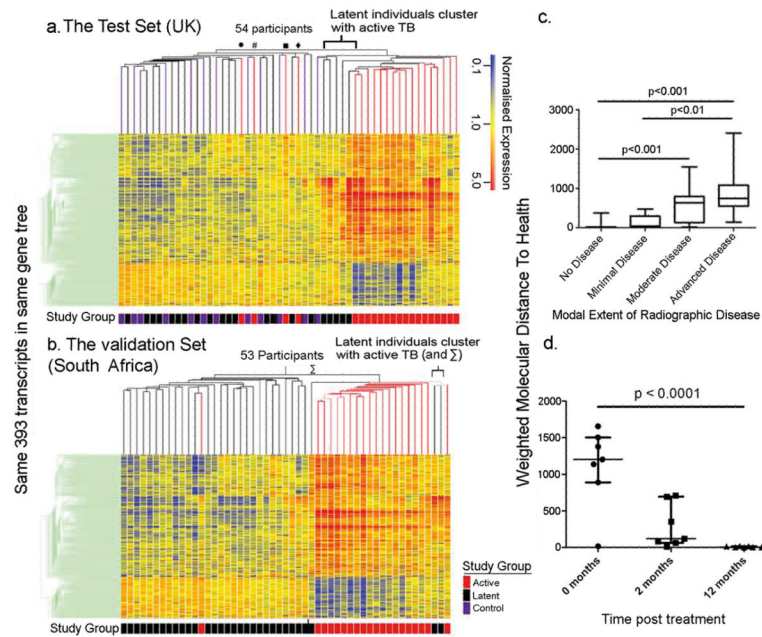 a. The Test Set (UK)
54 participants
Latent individuals cluster
with active TB
● # ■ ♦
0.1
1.0
5.0
Normalised Expression
Study Group
b. The validation Set
(South Africa)
53 Participants
Σ
Latent individuals cluster
with active TB (and Σ)
Same 393 transcripts in same gene tree
Study Group
Study Group
Active
Latent
Control
c.
p<0.001
p<0.01
p<0.001
3000
2000
1000
0
No Disease
Minimal Disease
Moderate Disease
Advanced Disease
Modal Extent of Radiographic Disease
Weighted Molecular Distance To Health
d.
p < 0.0001
2000
1500
1000
500
0
0 months
2 months
12 months
Time post treatment